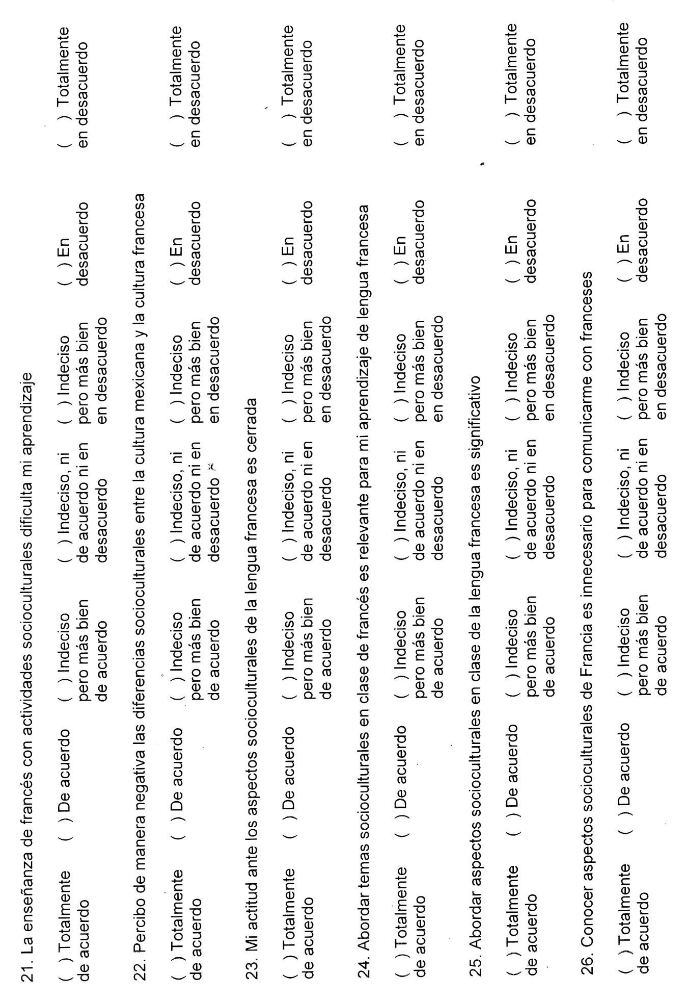 21. La enseñanza de francés con actividades socioculturales dificulta mi aprendizaje
( ) Totalmente ( ) De acuerdo ( ) Indeciso ( ) Indeciso, ni ( ) Indeciso ( ) En ( ) Totalmente
de acuerdo pero más bien de acuerdo ni en pero más bien desacuerdo en desacuerdo
de acuerdo desacuerdo en desacuerdo
22. Percibo de manera negativa las diferencias socioculturales entre la cultura mexicana y la cultura francesa
( ) Totalmente ( ) De acuerdo ( ) Indeciso ( ) Indeciso, ni ( ) Indeciso ( ) En ( ) Totalmente
de acuerdo pero más bien de acuerdo ni en pero más bien desacuerdo en desacuerdo
de acuerdo desacuerdo en desacuerdo
23. Mi actitud ante los aspectos socioculturales de la lengua francesa es cerrada
( ) Totalmente ( ) De acuerdo ( ) Indeciso ( ) Indeciso, ni ( ) Indeciso ( ) En ( ) Totalmente
de acuerdo pero más bien de acuerdo ni en pero más bien desacuerdo en desacuerdo
de acuerdo desacuerdo en desacuerdo
24. Abordar temas socioculturales en clase de francés es relevante para mi aprendizaje de lengua francesa
( ) Totalmente ( ) De acuerdo ( ) Indeciso ( ) Indeciso, ni ( ) Indeciso ( ) En ( ) Totalmente
de acuerdo pero más bien de acuerdo ni en pero más bien desacuerdo en desacuerdo
de acuerdo desacuerdo en desacuerdo
25. Abordar aspectos socioculturales en clase de la lengua francesa es significativo
( ) Totalmente ( ) De acuerdo ( ) Indeciso ( ) Indeciso, ni ( ) Indeciso ( ) En ( ) Totalmente
de acuerdo pero más bien de acuerdo ni en pero más bien desacuerdo en desacuerdo
de acuerdo desacuerdo en desacuerdo
26. Conocer aspectos socioculturales de Francia es innecesario para comunicarme con franceses
( ) Totalmente ( ) De acuerdo ( ) Indeciso ( ) Indeciso, ni ( ) Indeciso ( ) En ( ) Totalmente
de acuerdo pero más bien de acuerdo ni en pero más bien desacuerdo en desacuerdo
de acuerdo desacuerdo en desacuerdo